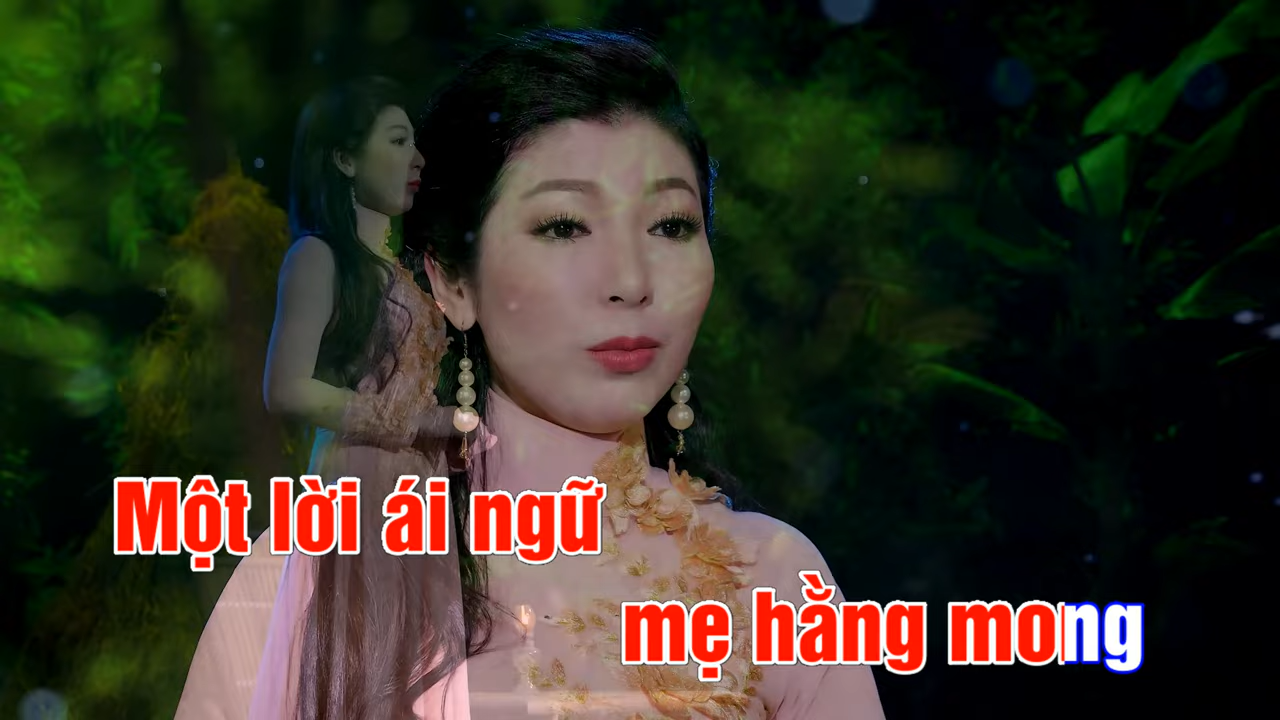 Một lời ái ngữ
mẹ hằng mong